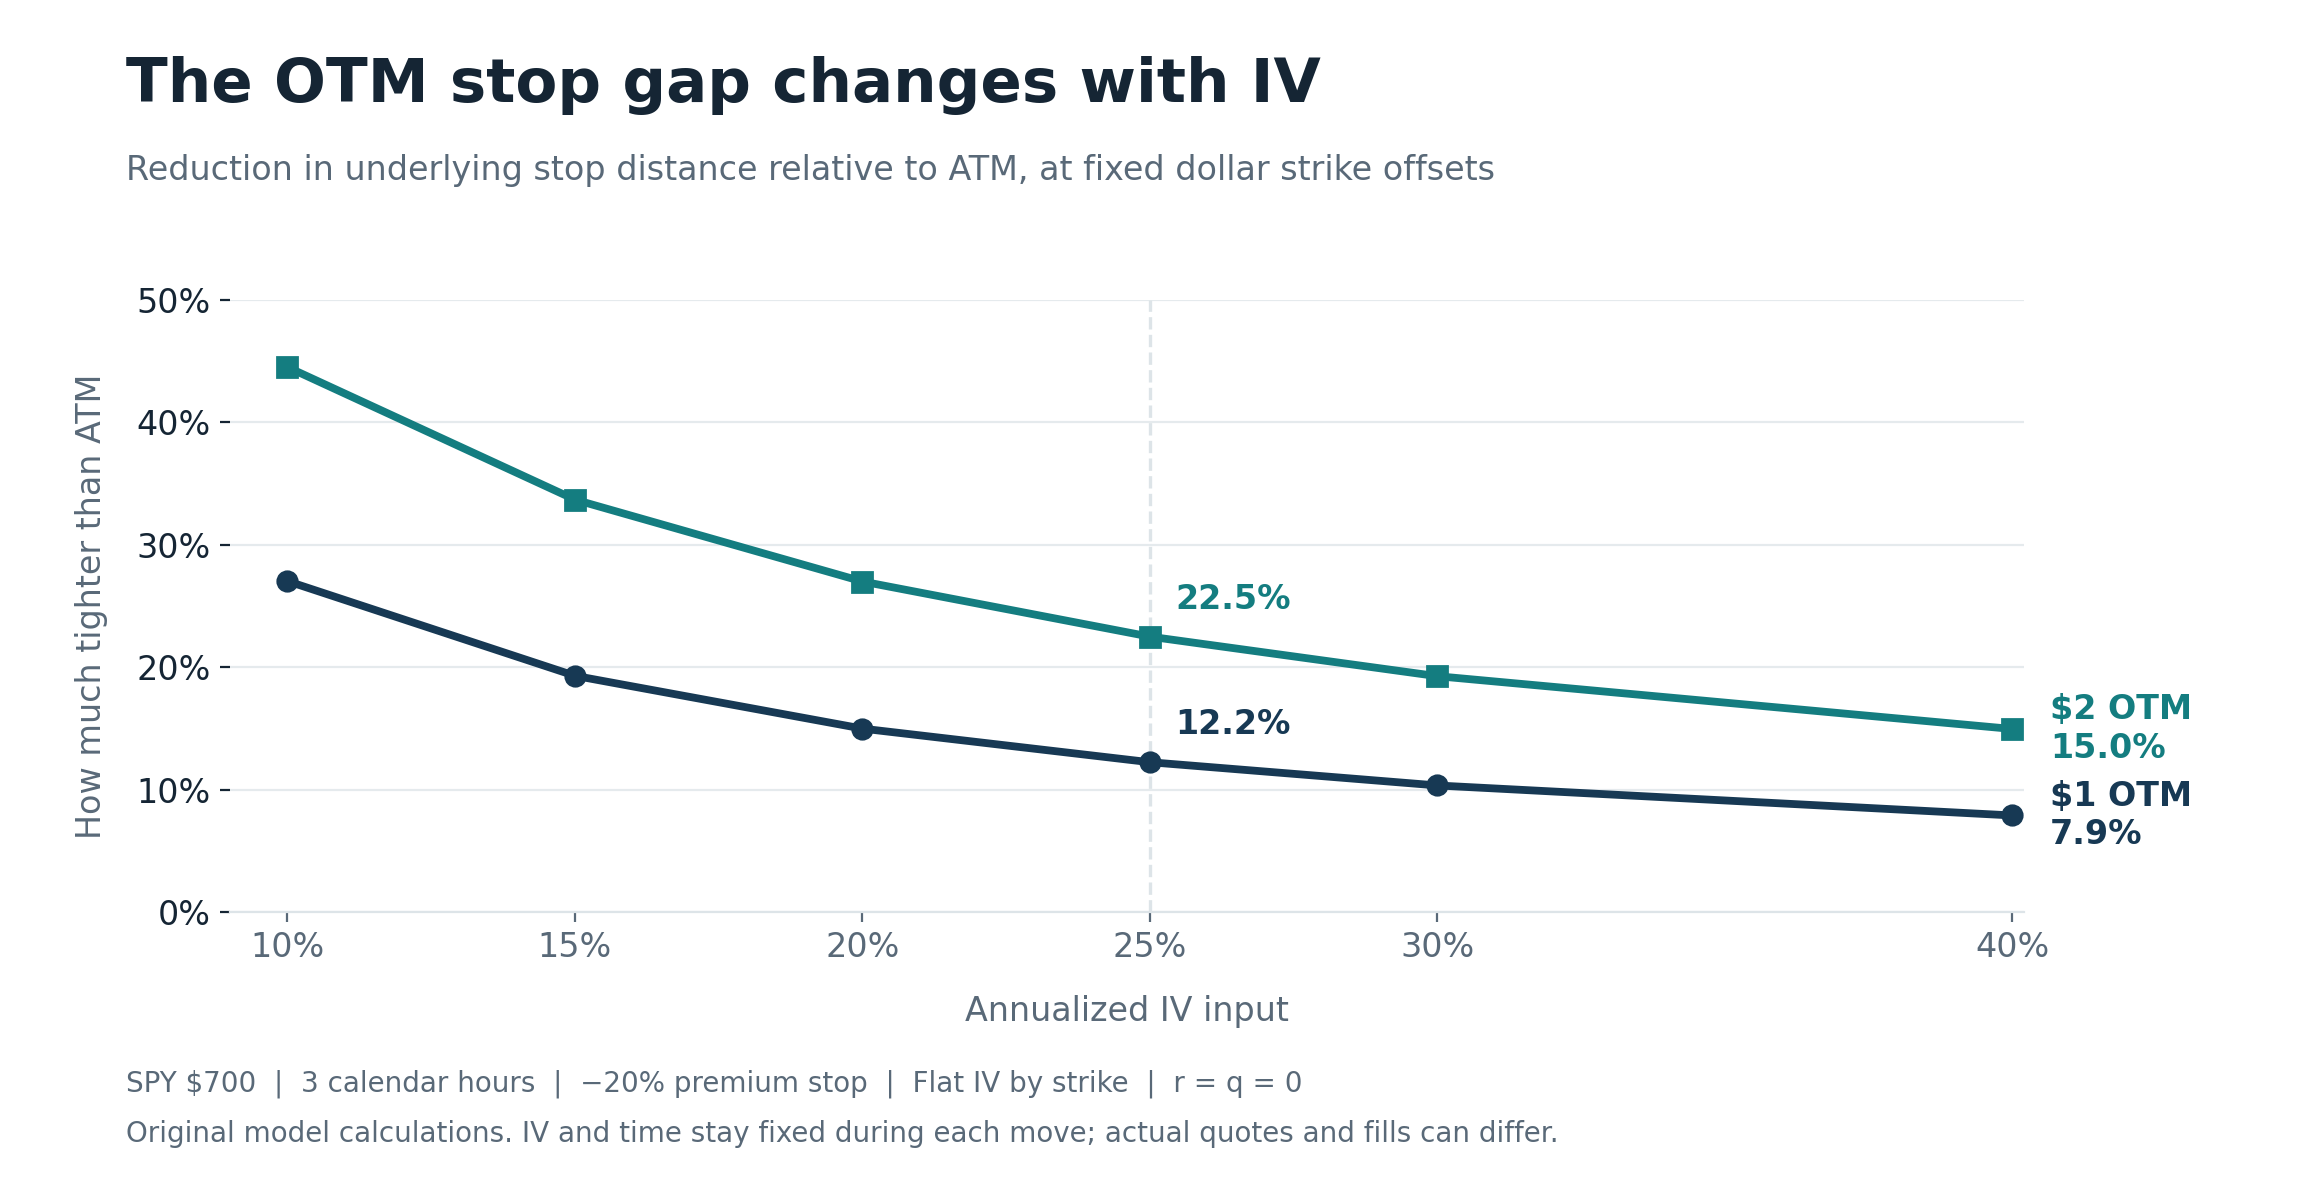 The OTM stop gap changes with IV
Reduction in underlying stop distance relative to ATM, at fixed dollar strike offsets
How much tighter than ATM
50%
40%
30%
20%
10%
0%
22.5%
12.2%
$2 OTM
15.0%
$1 OTM
7.9%
10%
15%
20%
25%
30%
40%
Annualized IV input
SPY $700 | 3 calendar hours | −20% premium stop | Flat IV by strike | r = q = 0
Original model calculations. IV and time stay fixed during each move; actual quotes and fills can differ.